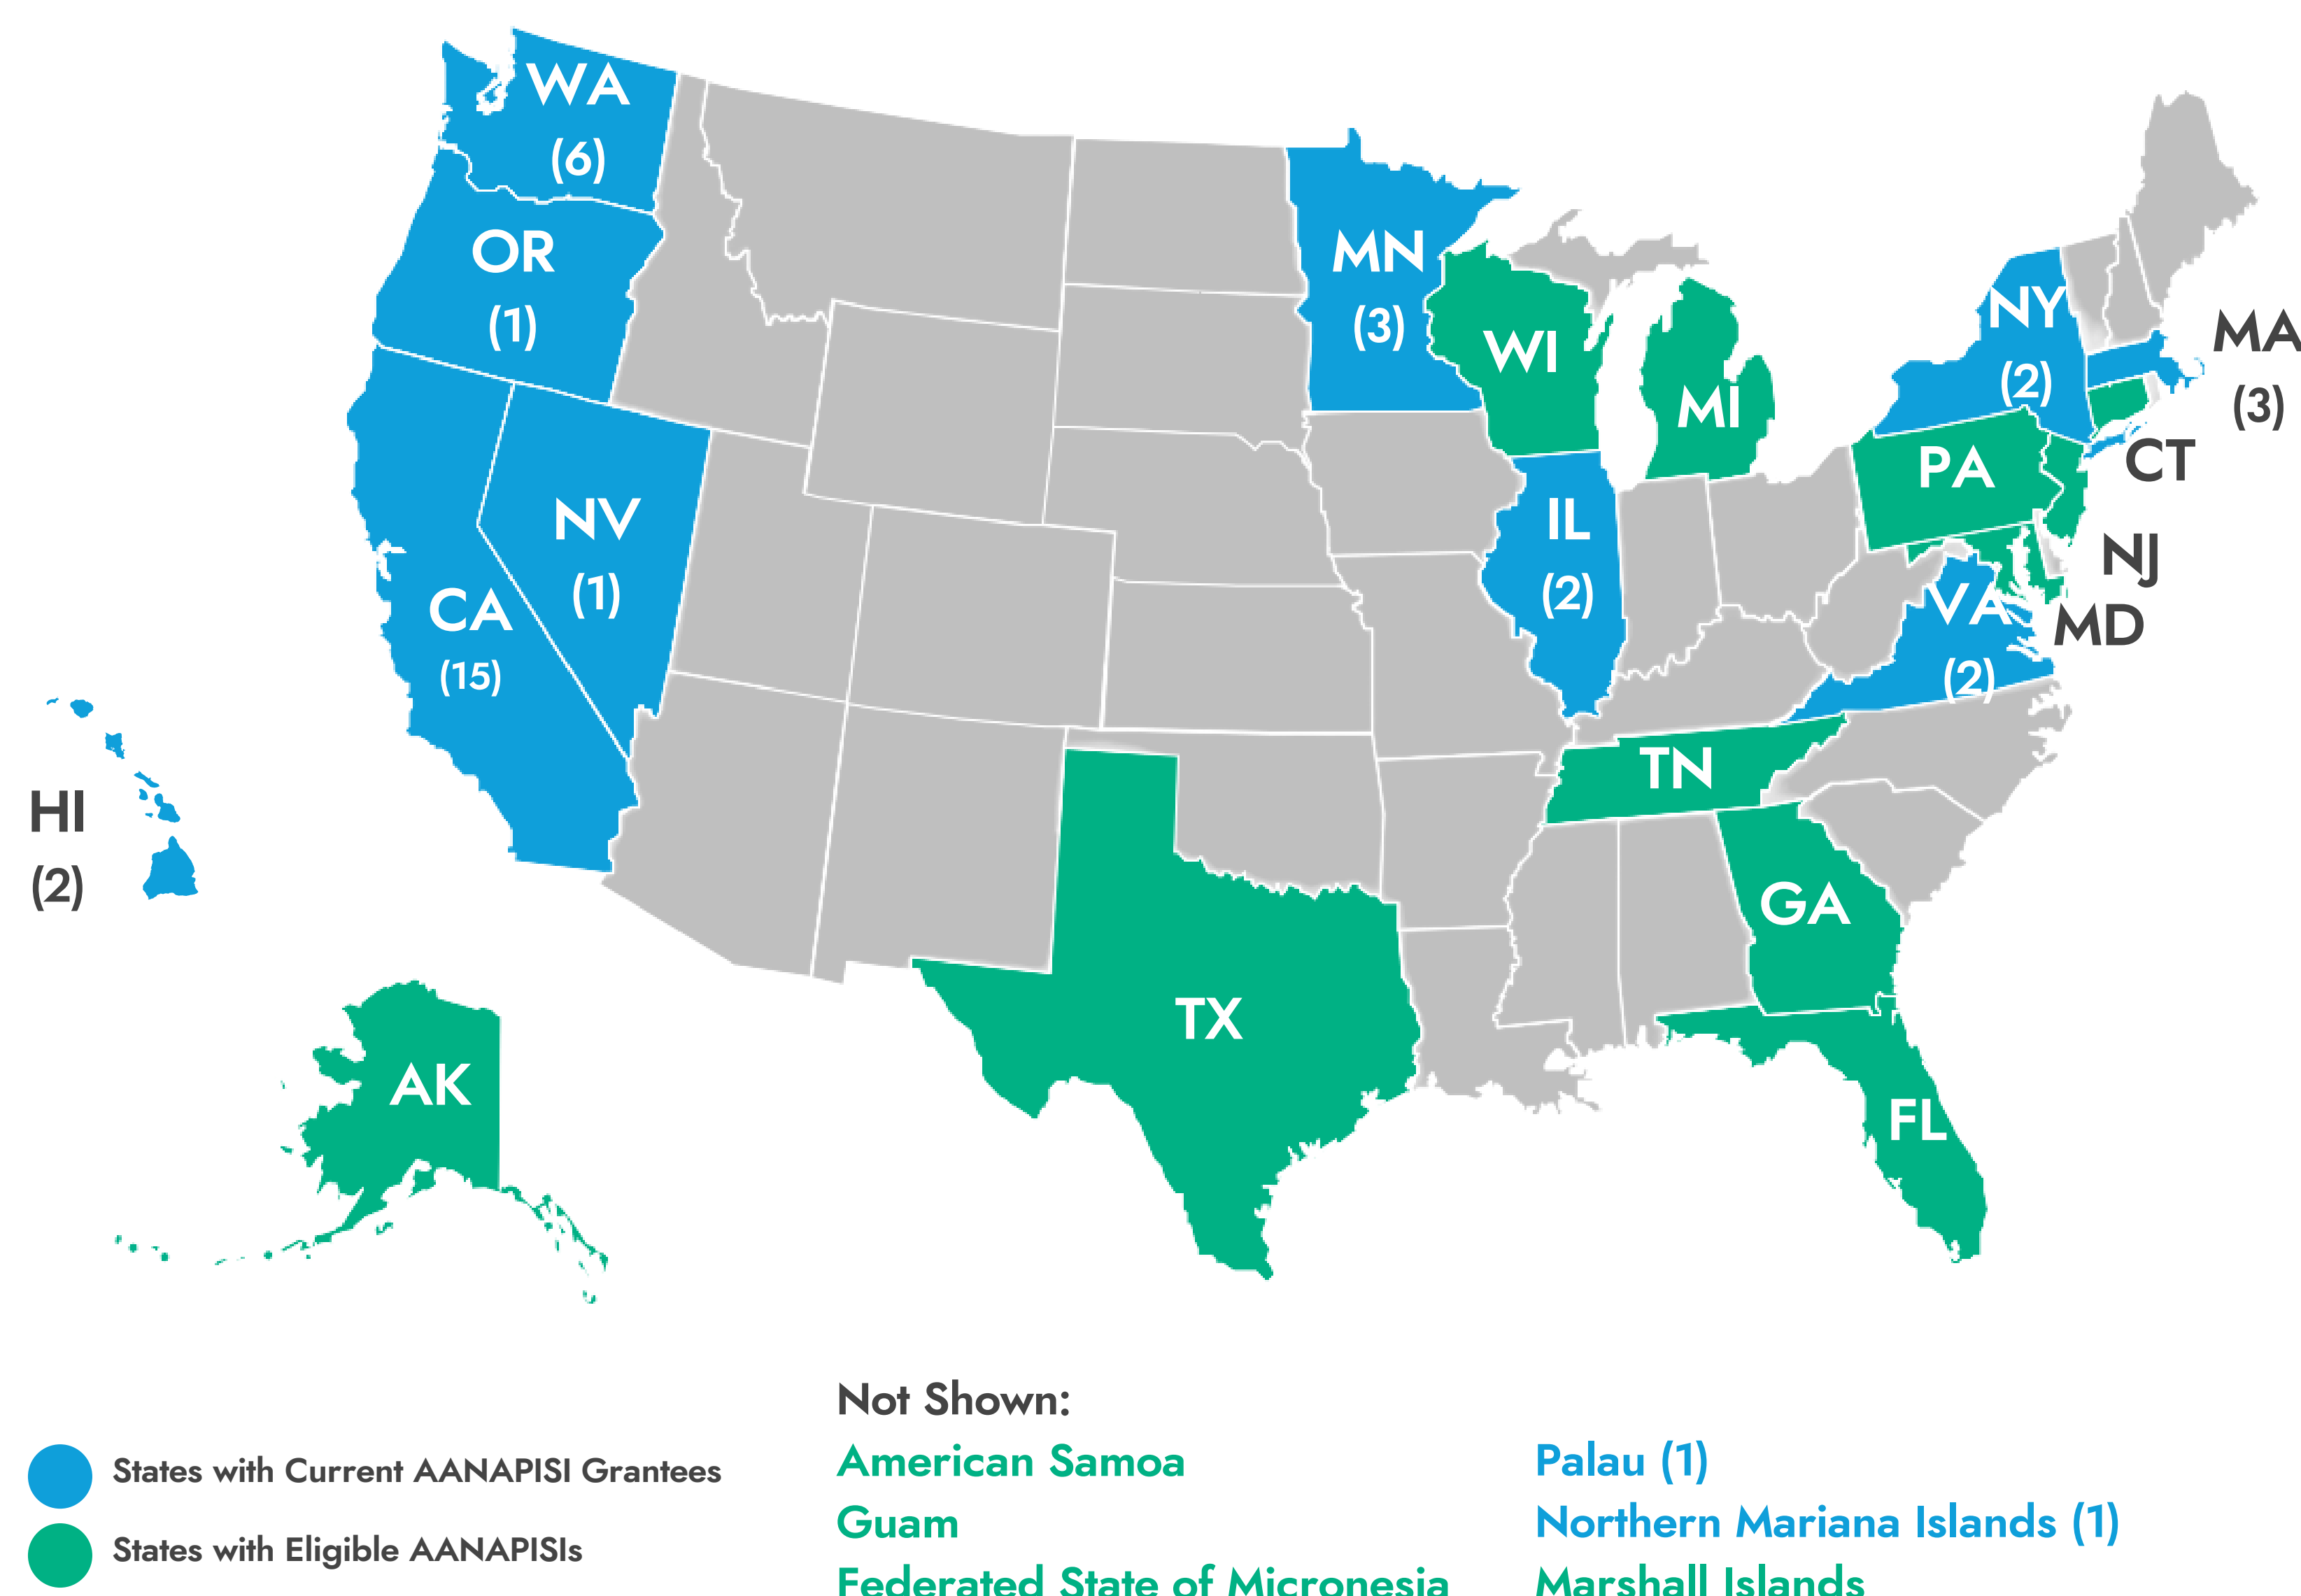 WA
(6)
OR
(1)
MN
(3)
NY
(2)
MA
(3)
WI
MI
CT
PA
NV
(1)
IL
(2)
NJ
CA
(15)
VA
(2)
MD
TN
HI
(2)
GA
TX
AK
FL
Not Shown:
States with Current AANAPISI Grantees
States with Eligible AANAPISIs
American Samoa
Guam
Federated State of Micronesia
Palau (1)
Northern Mariana Islands (1)
Marshall Islands